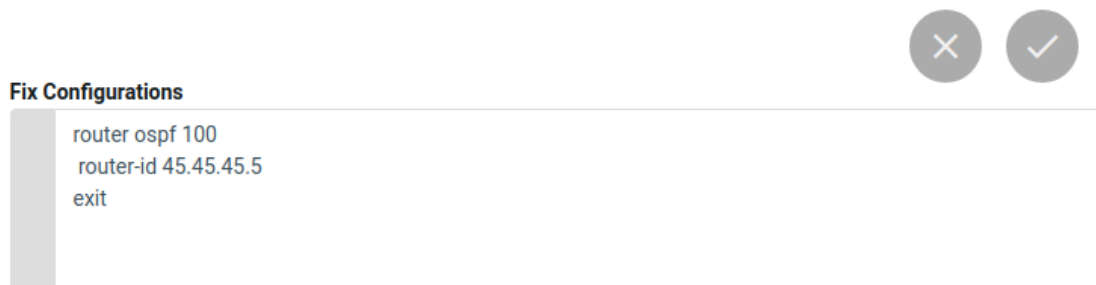 Fix Configurations
router ospf 100
router-id 45.45.45.5
exit